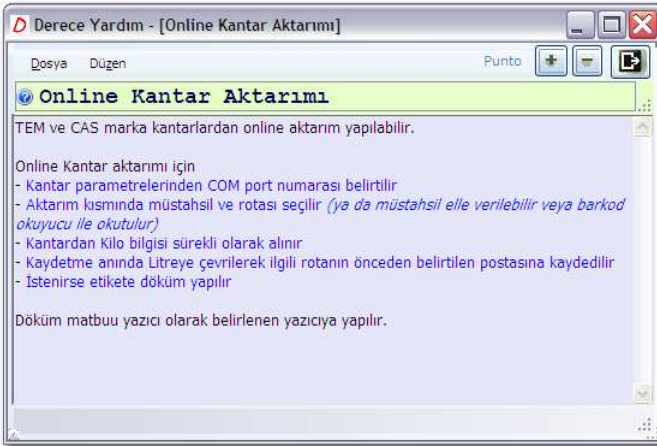 Derece Yardım - [Online Kantar Aktarımı]
Dosya Düzen Punto
Online Kantar Aktarımı
TEM ve CAS marka kantarlardan online aktarım yapılabilir.
Online Kantar aktarımı için
- Kantar parametrelerinden COM port numarası belirtilir
- Aktarım kısmında müstahsil ve rotası seçilir (ya da müstahsil elle verilebilir veya barkod
okuyucu ile okutulur)
- Kantardan Kilo bilgisi sürekli olarak alınır
- Kaydetme anında Litreye çevrilerek ilgili rotanın önceden belirtilen postasına kaydedilir
- İstenirse etikete döküm yapılır
Döküm matbuu yazıcı olarak belirlenen yazıcıya yapılır.